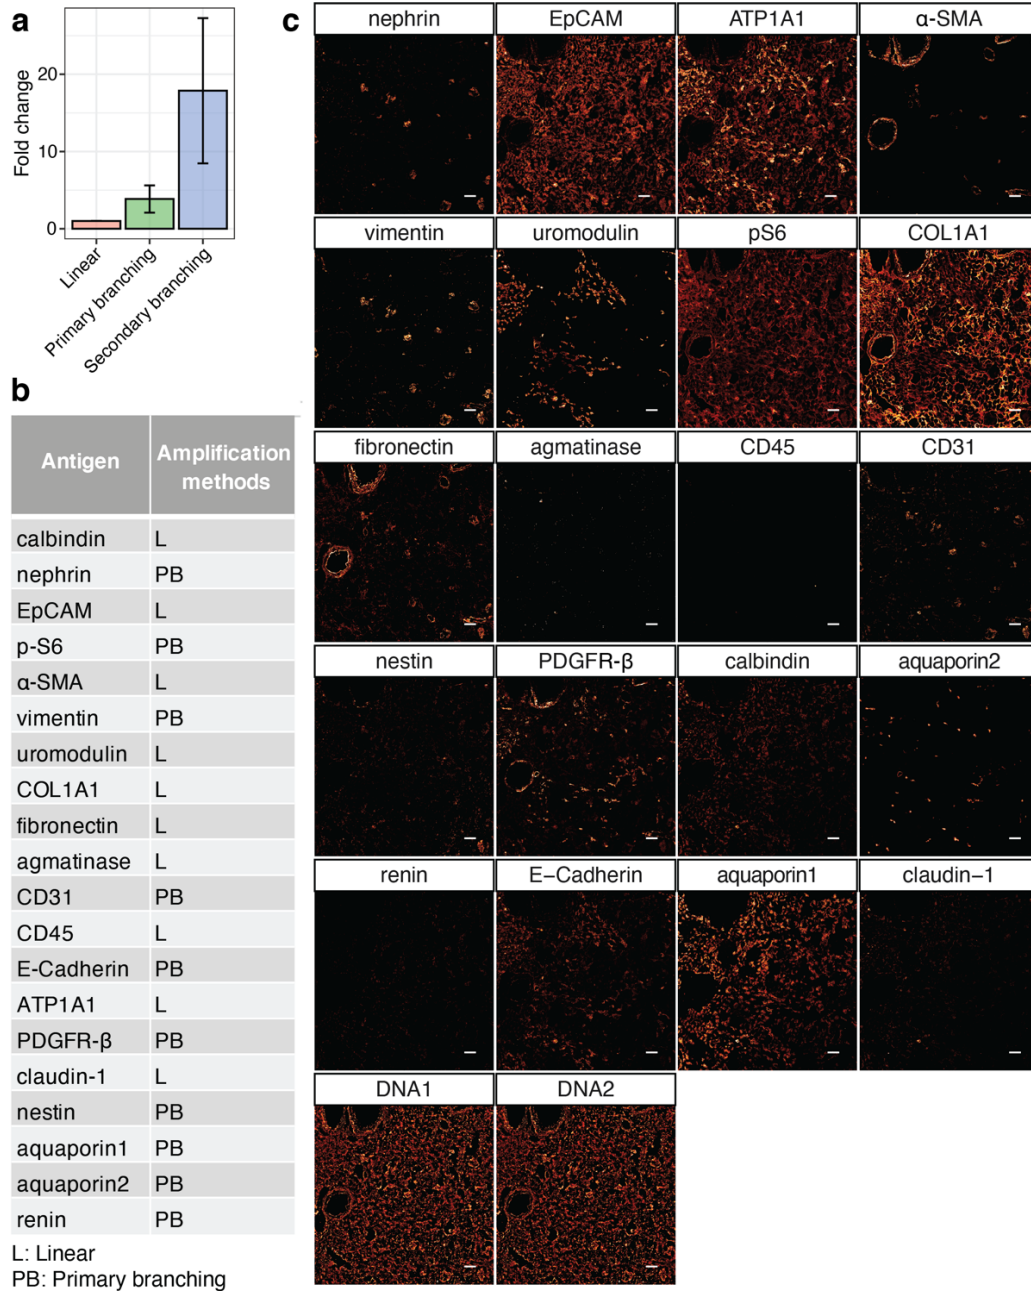 a
Fold change
20
10
0
Linear
Primary branching
Secondary branching
b
Antigen
Amplification
methods
calbindin L
nephrin PB
EpCAM L
p-S6 PB
α-SMA L
vimentin PB
uromodulin L
COL1A1 L
fibronectin L
agmatinase L
CD31 PB
CD45 L
E-Cadherin PB
ATP1A1 L
PDGFR-β PB
claudin-1 L
nestin PB
aquaporin1 PB
aquaporin2 PB
renin PB
L: Linear
PB: Primary branching
c
nephrin EpCAM ATP1A1 α-SMA
vimentin uromodulin pS6 COL1A1
fibronectin agmatinase CD45 CD31
nestin PDGFR-β calbindin aquaporin2
renin E−Cadherin aquaporin1 claudin−1
DNA1 DNA2